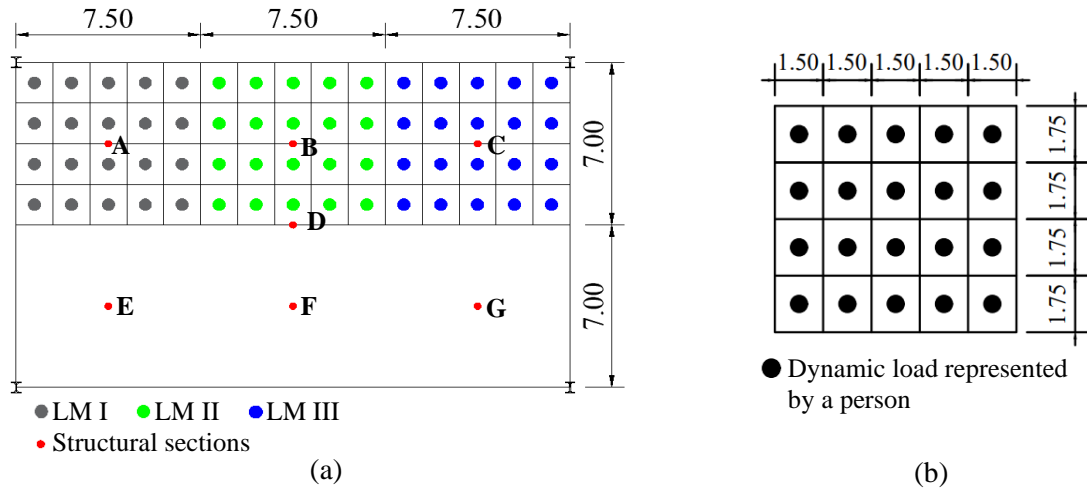 7.50 7.50 7.50
A
B
C
D
E
F
G
7.00
7.00
LM I LM II LM III
Structural sections
(a)
1.50 1.50 1.50 1.50 1.50
1.75
1.75
1.75
1.75
Dynamic load represented
by a person
(b)